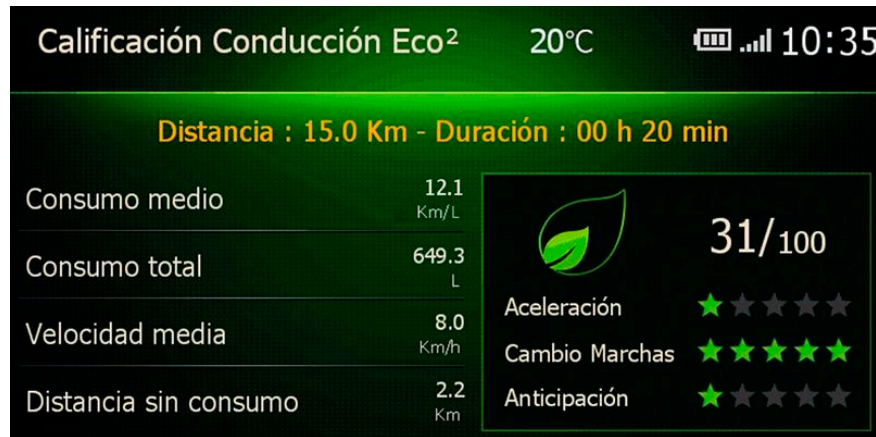 Calificación Conducción Eco² 20°C 10:35
Distancia : 15.0 Km - Duración : 00 h 20 min
Consumo medio 12.1 Km/L
Consumo total 649.3 L
Velocidad media 8.0 Km/h
Distancia sin consumo 2.2 Km
31/100
Aceleración
Cambio Marchas
Anticipación